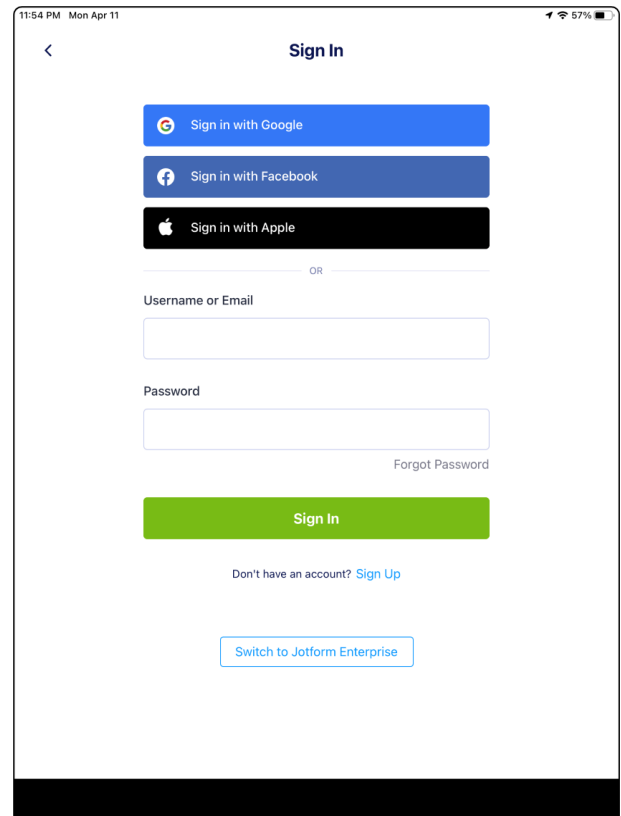 11:54 PM Mon Apr 11 57%
Sign In
Sign in with Google
Sign in with Facebook
Sign in with Apple
OR
Username or Email
Password
Forgot Password
Sign In
Don't have an account? Sign Up
Switch to Jotform Enterprise